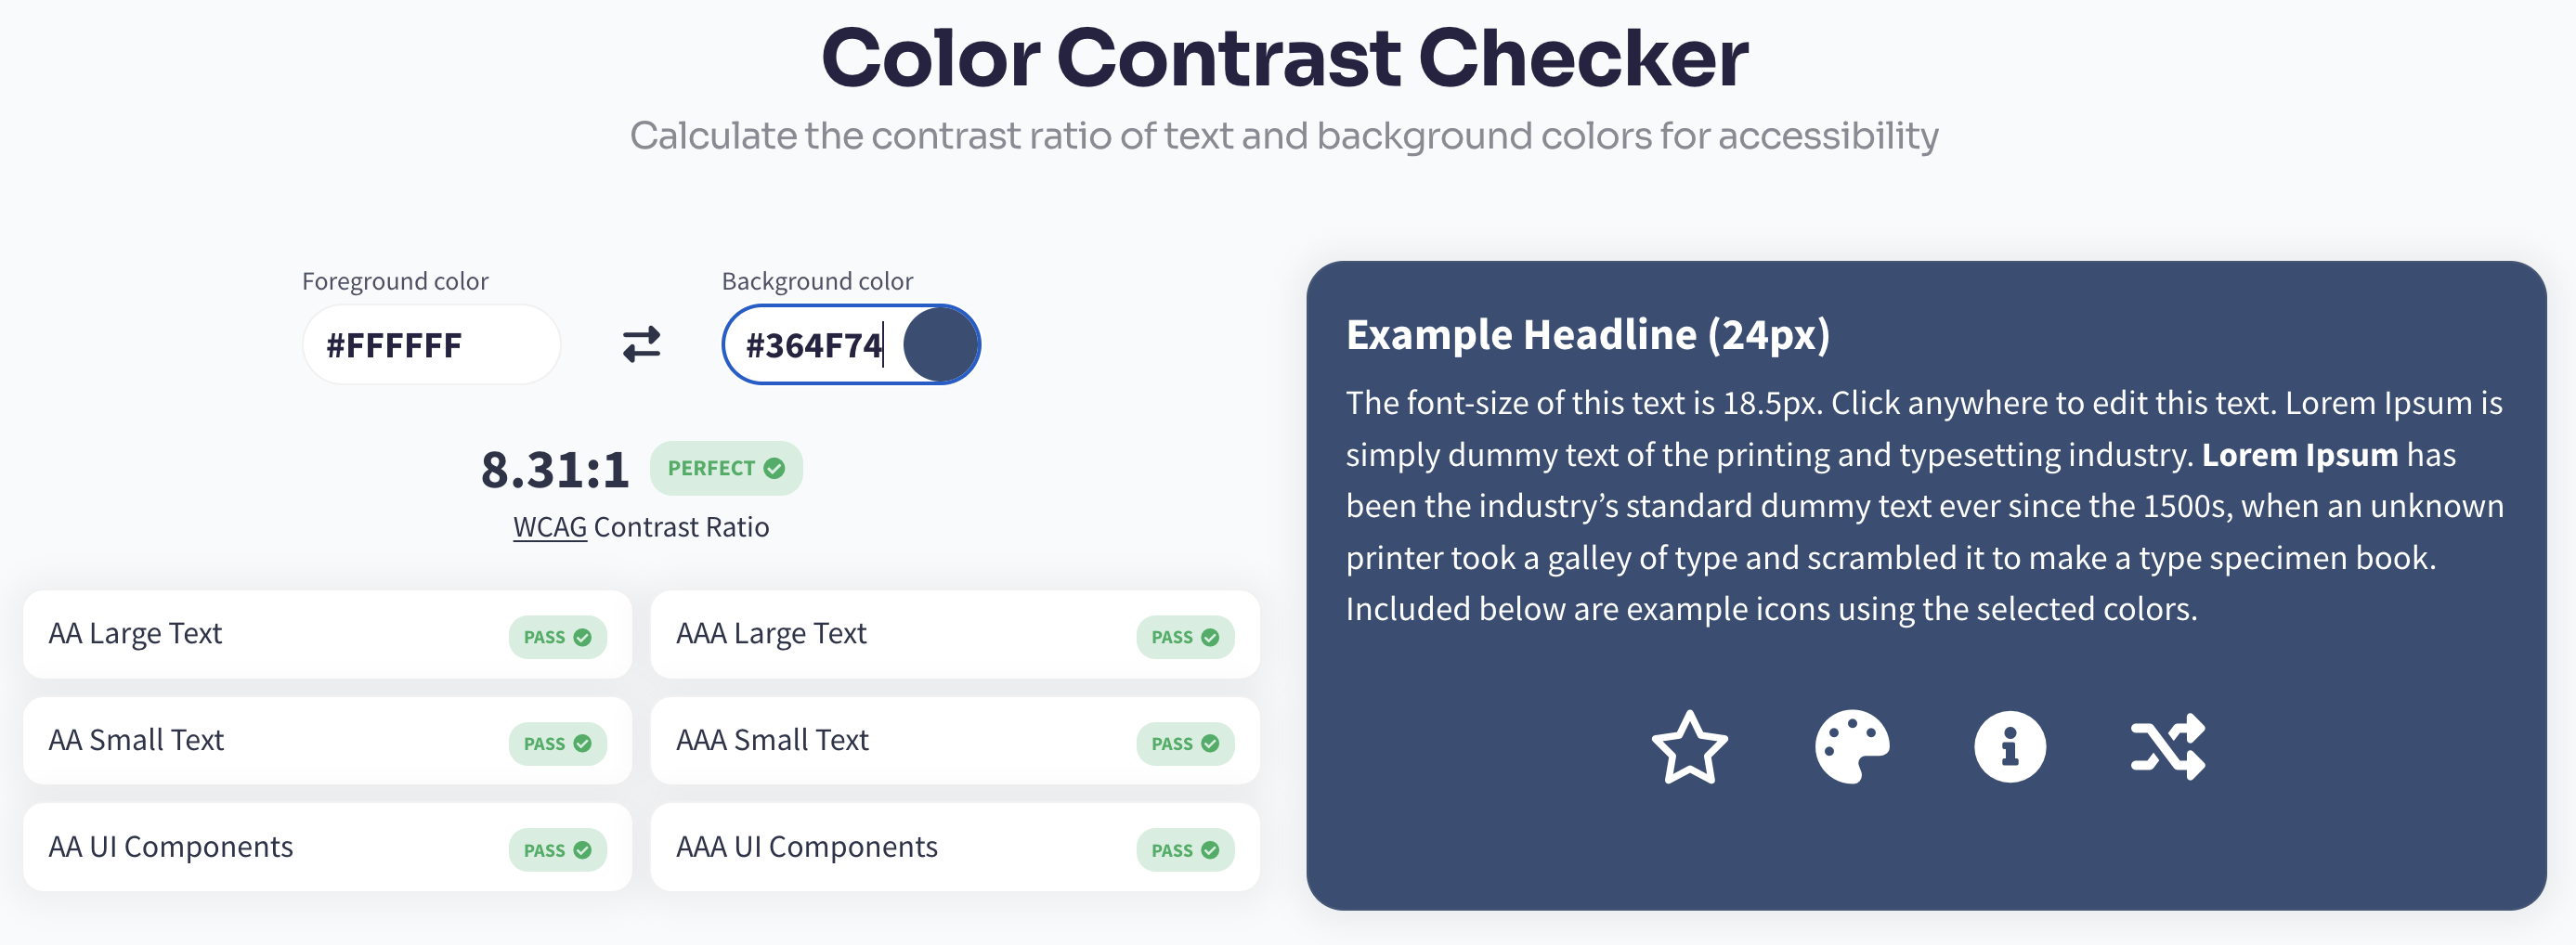 Color Contrast Checker
Calculate the contrast ratio of text and background colors for accessibility
Foreground color
#FFFFFF
Background color
#364F74
8.31:1
PERFECT
WCAG Contrast Ratio
AA Large Text
PASS
AAA Large Text
PASS
AA Small Text
PASS
AAA Small Text
PASS
AA UI Components
PASS
AAA UI Components
PASS
Example Headline (24px)
The font-size of this text is 18.5px. Click anywhere to edit this text. Lorem Ipsum is
simply dummy text of the printing and typesetting industry. Lorem Ipsum has
been the industry’s standard dummy text ever since the 1500s, when an unknown
printer took a galley of type and scrambled it to make a type specimen book.
Included below are example icons using the selected colors.